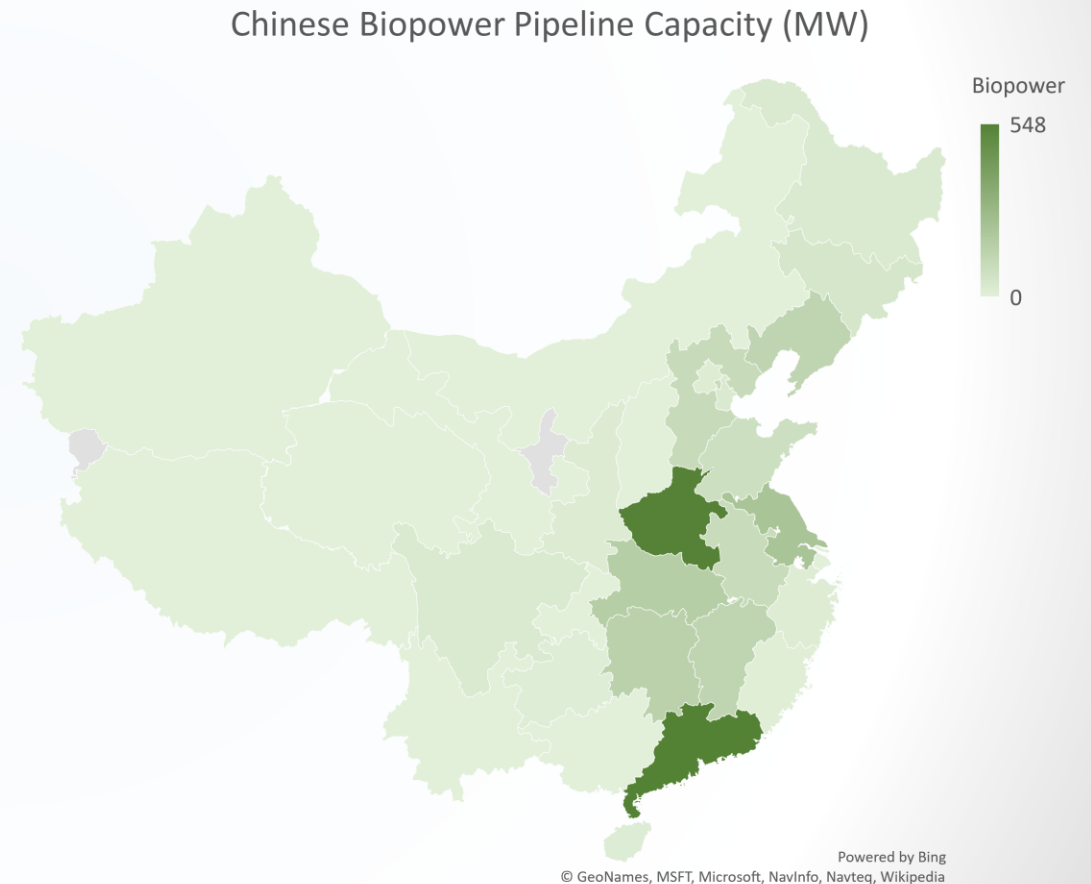 Chinese Biopower Pipeline Capacity (MW)
Biopower
548
0
Powered by Bing
© GeoNames, MSFT, Microsoft, NavInfo, Navteq, Wikipedia